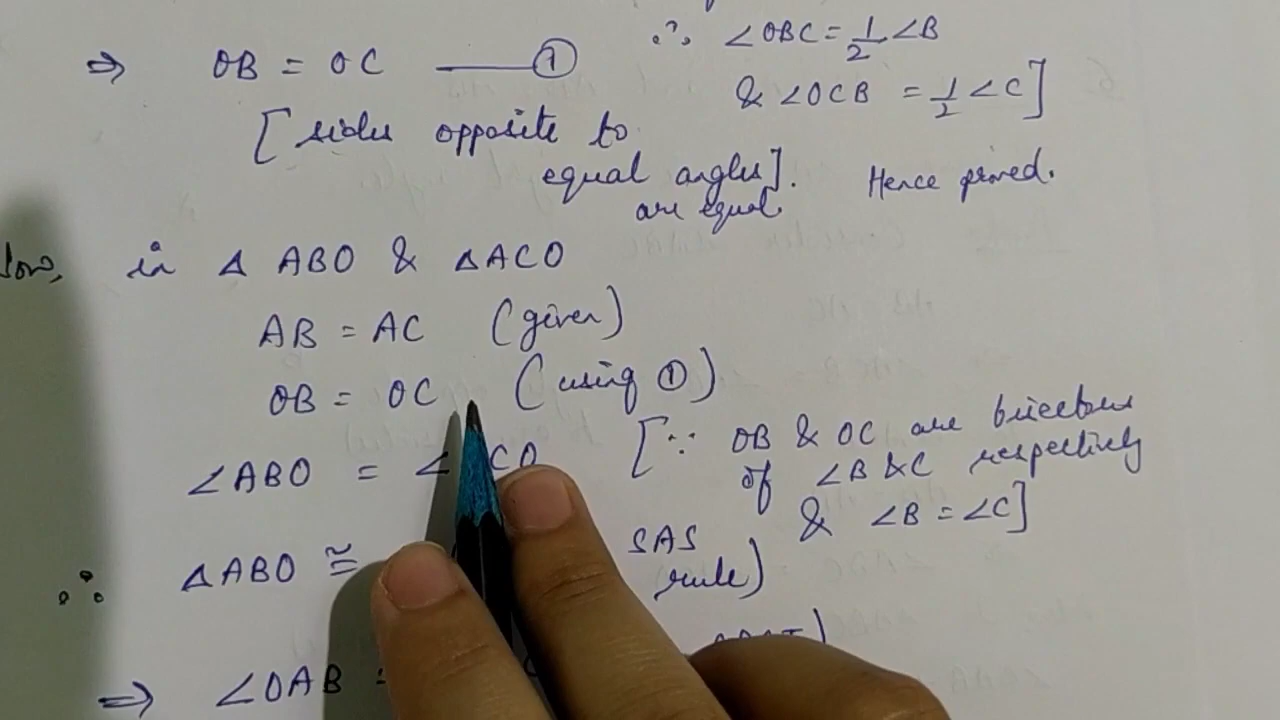 ⇒ OB = OC —— ①
∴ ∠OBC = 1/2 ∠B
& ∠OCB = 1/2 ∠C]
[sides opposite to
equal angles].
are equal.
Hence proved.
in △ ABO & △ACO
AB = AC (given)
OB = OC (using ①)
∠ABO = ∠ CO
[∵ OB & OC are bisectors
of ∠B & C respectively
& ∠B = ∠C]
∴ △ABO ≅
SAS
rule)
⇒ ∠OAB =